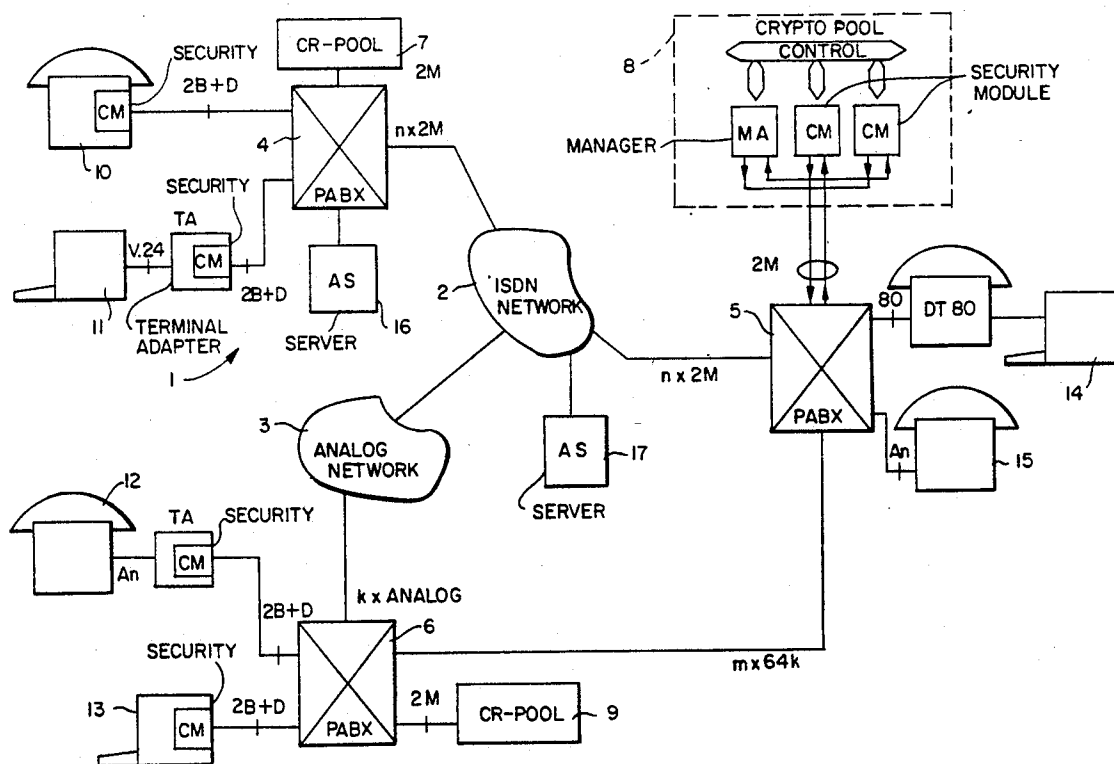 SECURITY
CR-POOL
7
2M
2B+D
CM
10
4
PABX
n x 2M
8
CRYPTO POOL
CONTROL
SECURITY
MODULE
MANAGER
MA
CM
CM
SECURITY
TA
V.24
CM
2B+D
11
TERMINAL
ADAPTER
1
AS
16
SERVER
2
ISDN
NETWORK
2M
5
80
DT 80
14
PABX
An
15
n x 2M
3
ANALOG
NETWORK
AS
17
SERVER
12
TA
SECURITY
CM
An
2B+D
k x ANALOG
6
m x 64k
SECURITY
13
CM
2B+D
PABX
2M
CR-POOL
9